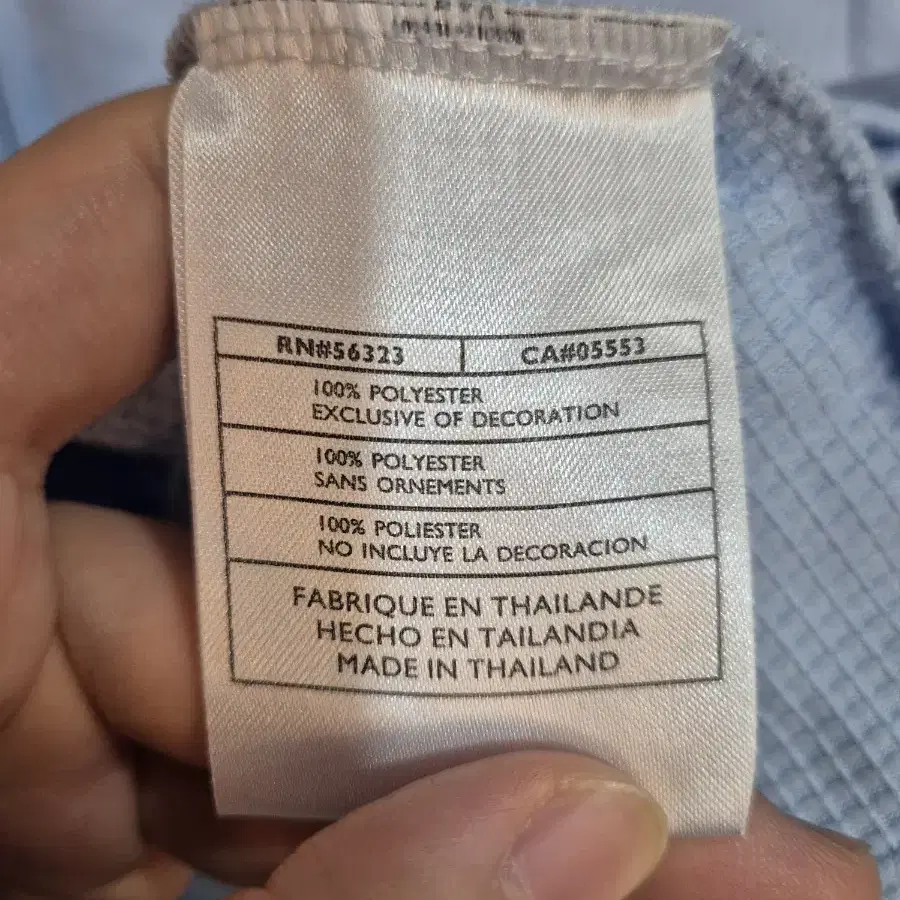 RN#56323 CA#05553
100% POLYESTER
EXCLUSIVE OF DECORATION
100% POLYESTER
SANS ORNEMENTS
100% POLIESTER
NO INCLUYE LA DECORACION
FABRIQUE EN THAILANDE
HECHO EN TAILANDIA
MADE IN THAILAND